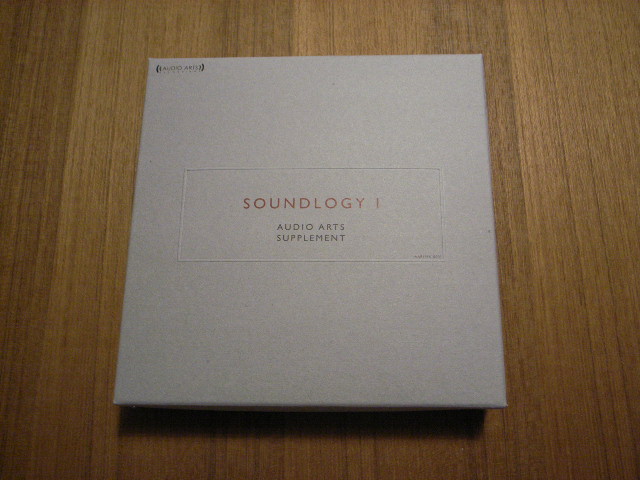 ((AUDIO ARTS))
SOUNDLOGY I
AUDIO ARTS
SUPPLEMENT